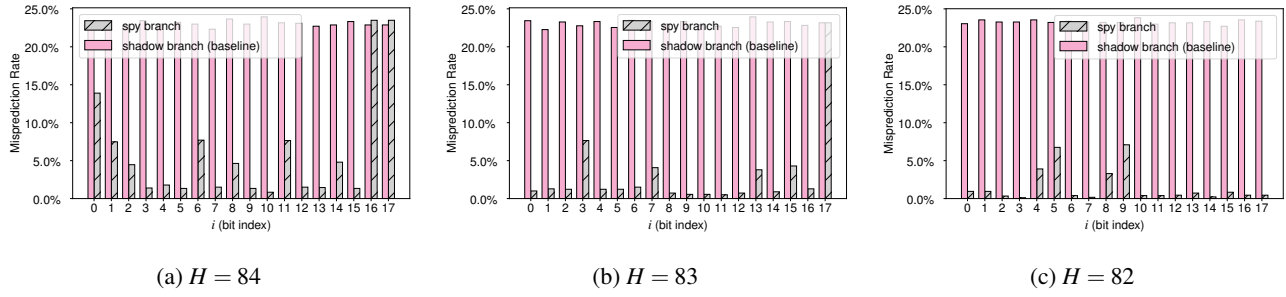 25.0%
20.0%
15.0%
10.0%
5.0%
0.0%
Misprediction Rate
spy branch
shadow branch (baseline)
0 1 2 3 4 5 6 7 8 9 10 11 12 13 14 15 16 17
i (bit index)
(a) H = 84
25.0%
20.0%
15.0%
10.0%
5.0%
0.0%
Misprediction Rate
spy branch
shadow branch (baseline)
0 1 2 3 4 5 6 7 8 9 10 11 12 13 14 15 16 17
i (bit index)
(b) H = 83
25.0%
20.0%
15.0%
10.0%
5.0%
0.0%
Misprediction Rate
spy branch
shadow branch (baseline)
0 1 2 3 4 5 6 7 8 9 10 11 12 13 14 15 16 17
i (bit index)
(c) H = 82